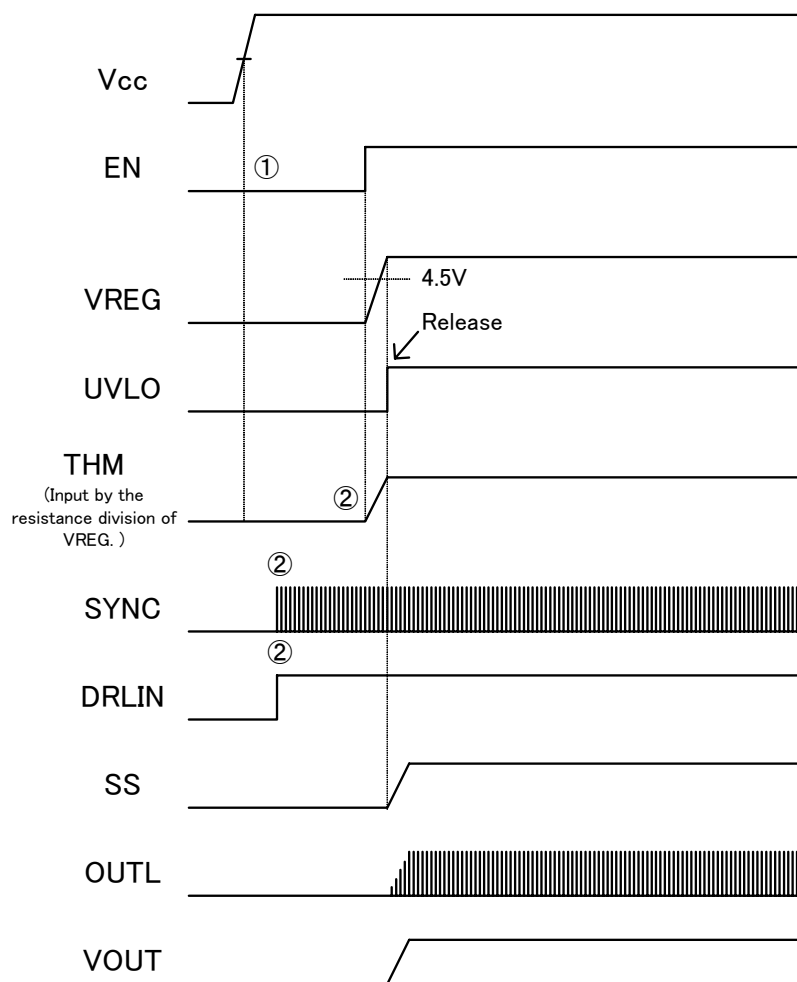 Vcc
EN
①
VREG
4.5V
Release
UVLO
THM
(Input by the
resistance division of
VREG. )
②
②
SYNC
②
DRLIN
SS
OUTL
VOUT